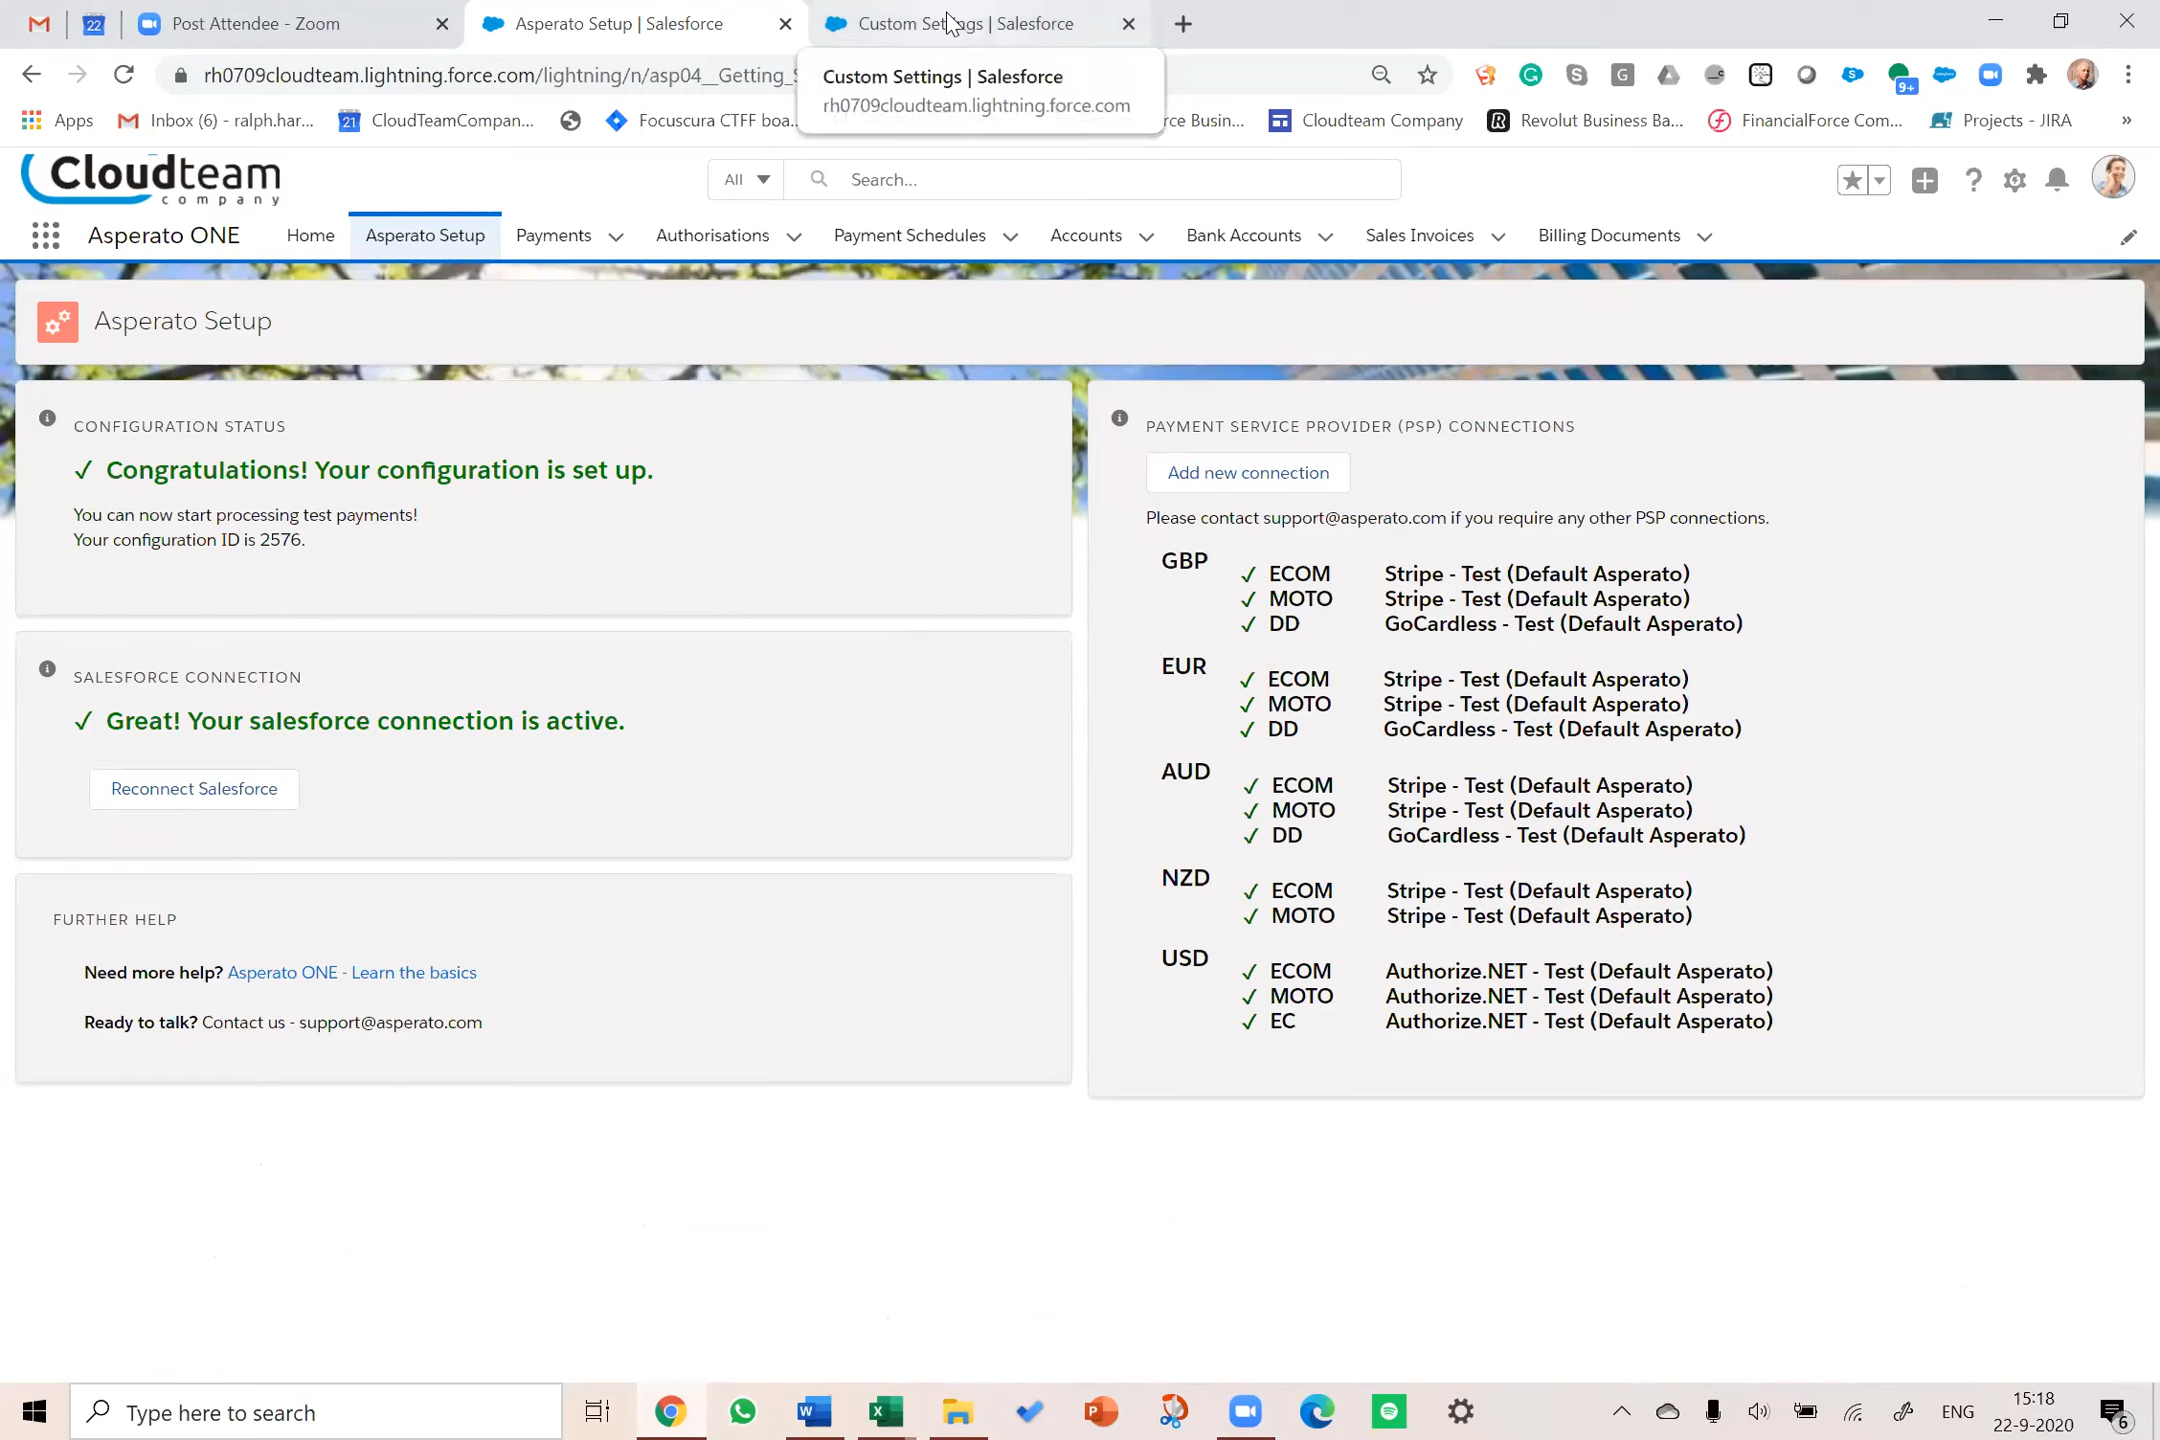 22
Post Attendee - Zoom
Asperato Setup | Salesforce
Custom Settings | Salesforce
rh0709cloudteam.lightning.force.com/lightning/n/asp04__Getting_S
Custom Settings | Salesforce
rh0709cloudteam.lightning.force.com
9+
Apps
Inbox (6) - ralph.har...
21
CloudTeamCompan...
Focuscura CTFF boa...
rce Busin...
Cloudteam Company
Revolut Business Ba...
FinancialForce Com...
Projects - JIRA
»
Cloudteam
company
All
Search...
Asperato ONE
Home
Asperato Setup
Payments
Authorisations
Payment Schedules
Accounts
Bank Accounts
Sales Invoices
Billing Documents
Asperato Setup
CONFIGURATION STATUS
✓ Congratulations! Your configuration is set up.
You can now start processing test payments!
Your configuration ID is 2576.
SALESFORCE CONNECTION
✓ Great! Your salesforce connection is active.
Reconnect Salesforce
FURTHER HELP
Need more help? Asperato ONE - Learn the basics
Ready to talk? Contact us - support@asperato.com
PAYMENT SERVICE PROVIDER (PSP) CONNECTIONS
Add new connection
Please contact support@asperato.com if you require any other PSP connections.
GBP
✓ ECOM Stripe - Test (Default Asperato)
✓ MOTO Stripe - Test (Default Asperato)
✓ DD GoCardless - Test (Default Asperato)
EUR
✓ ECOM Stripe - Test (Default Asperato)
✓ MOTO Stripe - Test (Default Asperato)
✓ DD GoCardless - Test (Default Asperato)
AUD
✓ ECOM Stripe - Test (Default Asperato)
✓ MOTO Stripe - Test (Default Asperato)
✓ DD GoCardless - Test (Default Asperato)
NZD
✓ ECOM Stripe - Test (Default Asperato)
✓ MOTO Stripe - Test (Default Asperato)
USD
✓ ECOM Authorize.NET - Test (Default Asperato)
✓ MOTO Authorize.NET - Test (Default Asperato)
✓ EC Authorize.NET - Test (Default Asperato)
Type here to search
ENG
15:18
22-9-2020
6